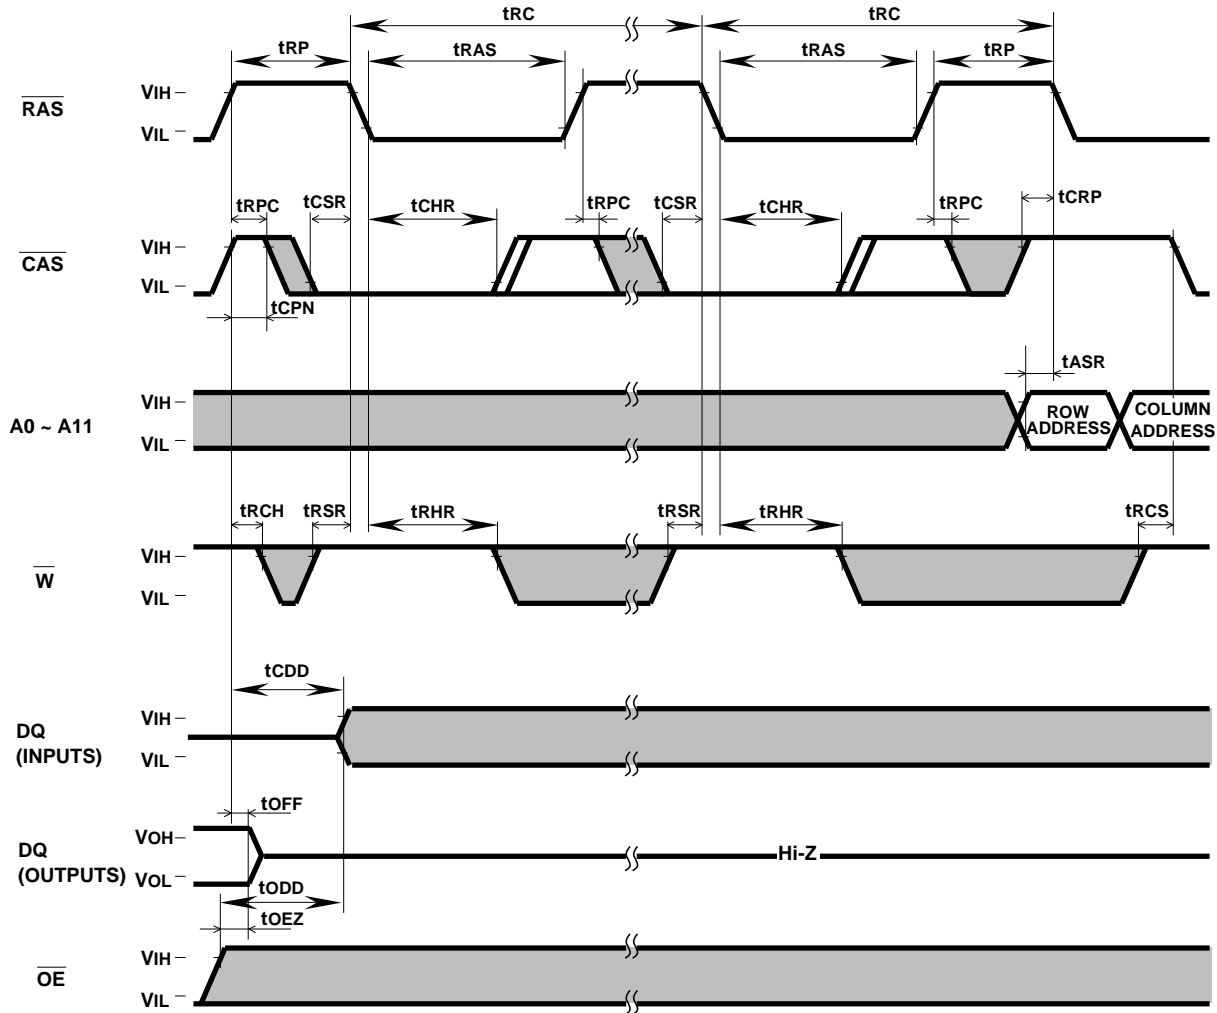 tRC
tRC
tRP
tRAS
tRAS
tRP
RAS
VIH
VIL
tRPC
tCSR
tCHR
tRPC
tCSR
tCHR
tRPC
tCRP
CAS
VIH
VIL
tCPN
tASR
A0 ~ A11
VIH
VIL
ROW
ADDRESS
COLUMN
ADDRESS
tRCH
tRSR
tRHR
tRSR
tRHR
tRCS
W
VIH
VIL
tCDD
DQ
(INPUTS)
VIH
VIL
tOFF
DQ
(OUTPUTS)
VOH
VOL
Hi-Z
tODD
tOEZ
OE
VIH
VIL